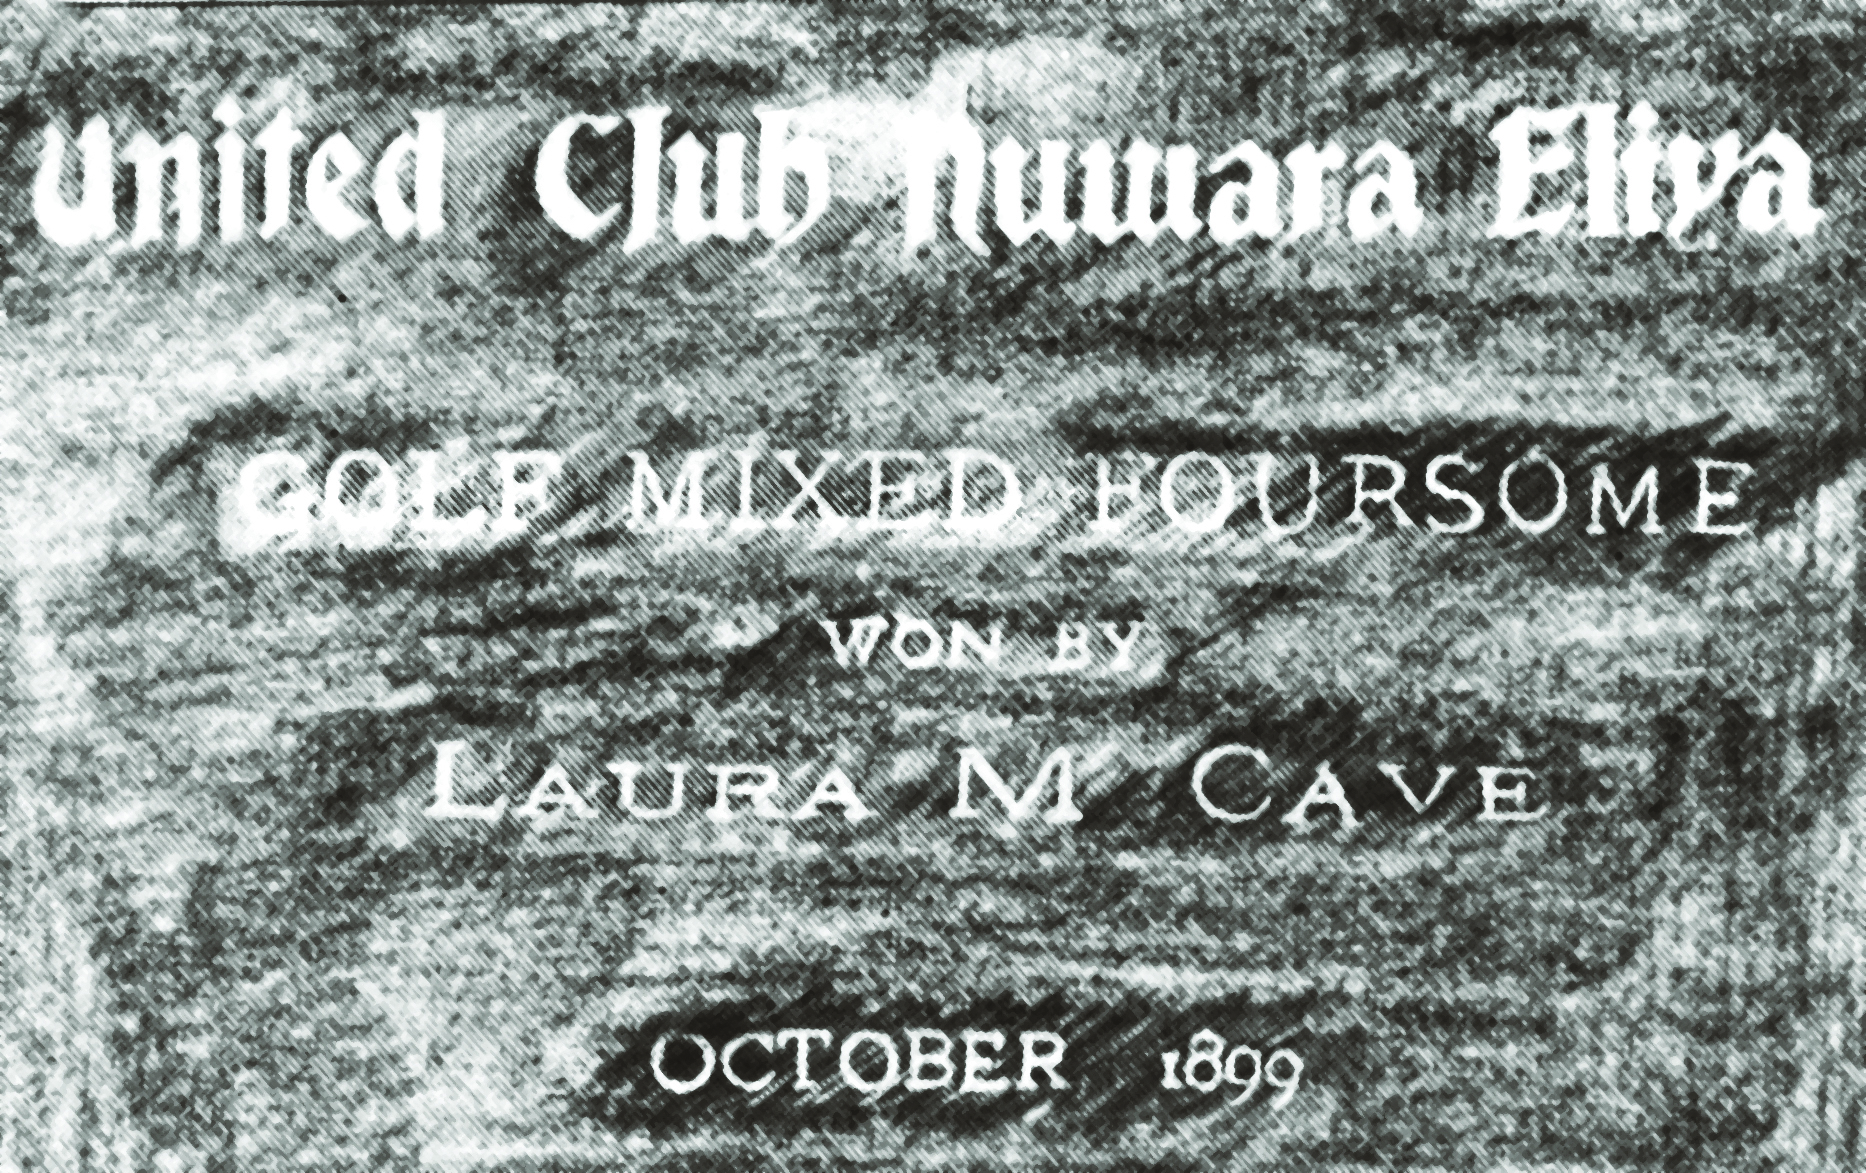 United Club Nuwara Eliya
GOLF MIXED FOURSOME
WON BY
LAURA M CAVE
OCTOBER 1899